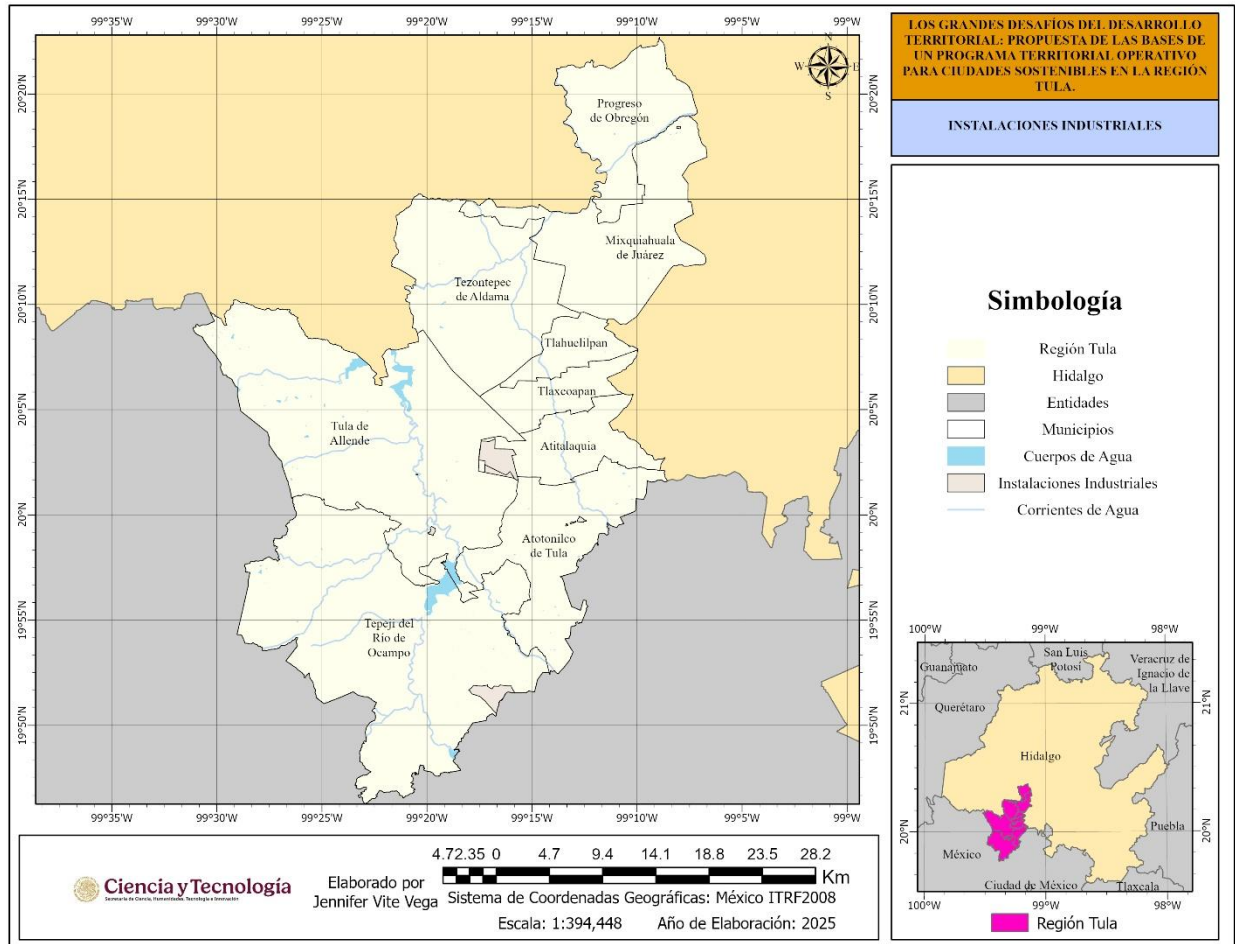 99°35'W 99°30'W 99°25'W 99°20'W 99°15'W 99°10'W 99°5'W 99°W
20°20'N
20°15'N
20°10'N
20°5'N
20°N
19°55'N
19°50'N
N
W E
S
Progreso
de Obregón
Mixquiahuala
de Juárez
Tezontepec
de Aldama
Tlahuelilpan
Tlaxcoapan
Tula de
Allende
Atitalaquia
Atotonilco
de Tula
Tepeji del
Río de
Ocampo
20°20'N
20°15'N
20°10'N
20°5'N
20°N
19°55'N
19°50'N
99°35'W 99°30'W 99°25'W 99°20'W 99°15'W 99°10'W 99°5'W 99°W
LOS GRANDES DESAFÍOS DEL DESARROLLO
TERRITORIAL: PROPUESTA DE LAS BASES DE
UN PROGRAMA TERRITORIAL OPERATIVO
PARA CIUDADES SOSTENIBLES EN LA REGIÓN
TULA.
INSTALACIONES INDUSTRIALES
Simbología
Región Tula
Hidalgo
Entidades
Municipios
Cuerpos de Agua
Instalaciones Industriales
Corrientes de Agua
100°W 99°W 98°W
Guanajuato
San Luis
Potosí
Veracruz de
Ignacio de
la Llave
Querétaro
Hidalgo
Puebla
México
Ciudad de México
Tlaxcala
21°N
20°N
21°N
20°N
100°W 99°W 98°W
Región Tula
Ciencia y Tecnología
Secretaría de Ciencia, Humanidades, Tecnología e Innovación
Elaborado por
Jennifer Vite Vega
4.72.35 0 4.7 9.4 14.1 18.8 23.5 28.2
Km
Sistema de Coordenadas Geográficas: México ITRF2008
Escala: 1:394,448 Año de Elaboración: 2025